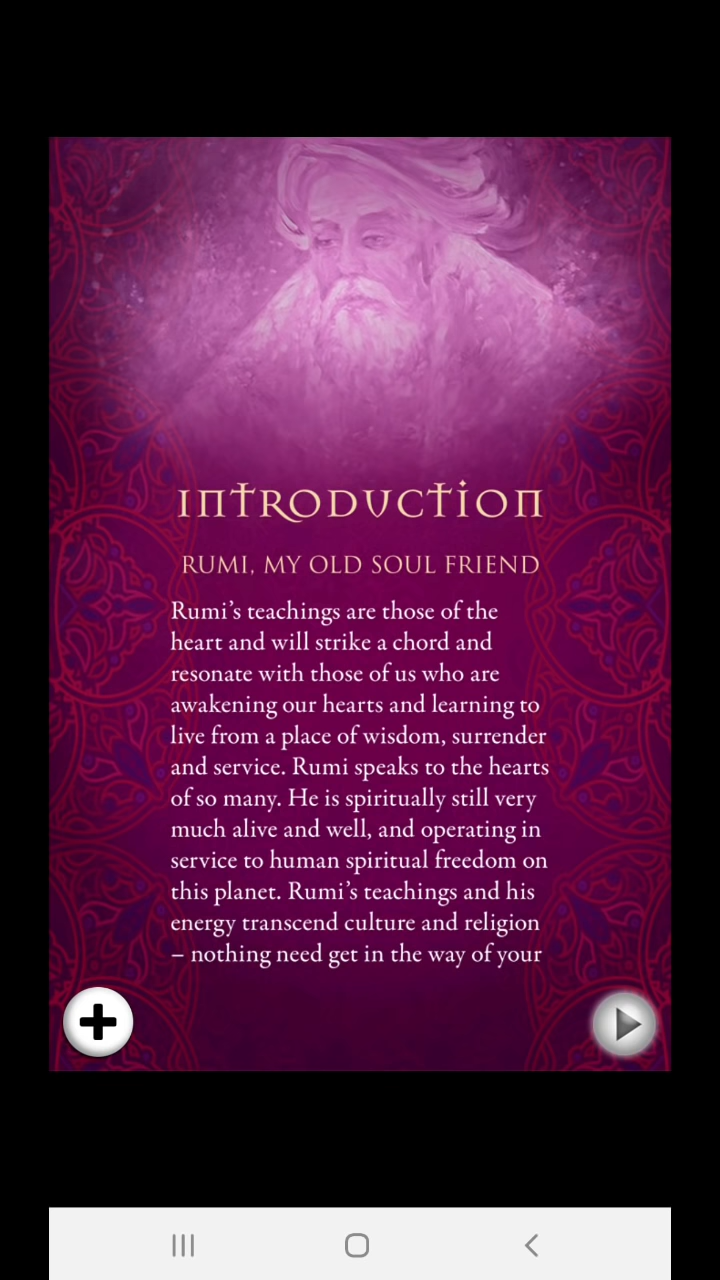 INTRODUCTION
RUMI, MY OLD SOUL FRIEND
Rumi’s teachings are those of the
heart and will strike a chord and
resonate with those of us who are
awakening our hearts and learning to
live from a place of wisdom, surrender
and service. Rumi speaks to the hearts
of so many. He is spiritually still very
much alive and well, and operating in
service to human spiritual freedom on
this planet. Rumi’s teachings and his
energy transcend culture and religion
– nothing need get in the way of your